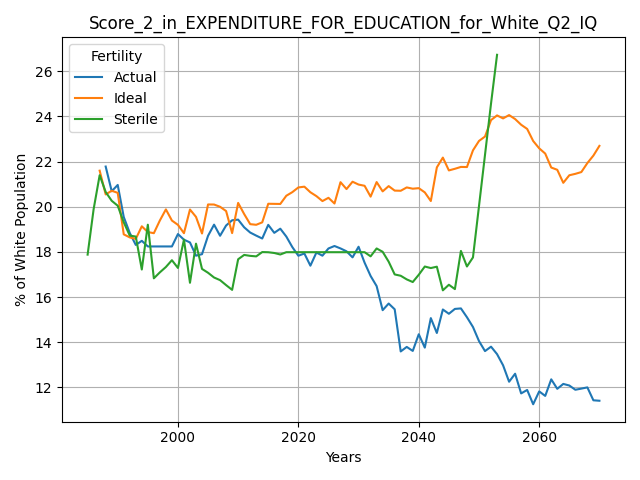 Score_2_in_EXPENDITURE_FOR_EDUCATION_for_White_Q2_IQ
Fertility
Actual
Ideal
Sterile
% of White Population
26
24
22
20
18
16
14
12
2000
2020
2040
2060
Years